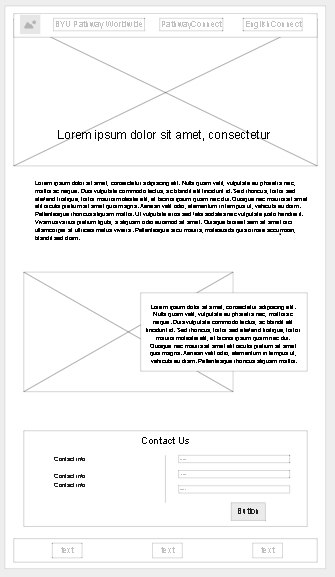 BYU Pathway Worldwide
PathwayConnect
EnglishConnect
Lorem ipsum dolor sit amet, consectetur
Lorem ipsum dolor sit amet, consectetur adipiscing elit. Nulla quam velit, vulputate eu pharetra nec,
mattis ac neque. Duis vulputate commodo lectus, ac blandit elit tincidunt id. Sed rhoncus, tortor sed
eleifend tristique, tortor mauris molestie elit, et lacinia ipsum quam nec dui. Quisque nec mauris sit
amet elit iaculis pretium sit amet quis magna. Aenean velit odio, elementum in tempus ut, vehicula eu diam.
Pellentesque rhoncus aliquam mattis. Ut vulputate eros sed felis sodales nec vulputate justo hendrerit.
Vivamus varius pretium ligula, a aliquam odio euismod sit amet. Quisque laoreet sem sit amet orci
ullamcorper at ultricies metus viverra. Pellentesque arcu mauris, malesuada quis ornare accumsan,
blandit sed diam.
Lorem ipsum dolor sit amet, consectetur adipiscing elit.
Nulla quam velit, vulputate eu pharetra nec, mattis ac
neque. Duis vulputate commodo lectus, ac blandit elit
tincidunt id. Sed rhoncus, tortor sed eleifend tristique, tortor
mauris molestie elit, et lacinia ipsum quam nec dui.
Quisque nec mauris sit amet elit iaculis pretium sit amet
quis magna. Aenean velit odio, elementum in tempus ut,
vehicula eu diam. Pellentesque rhoncus aliquam mattis.
Contact Us
Contact info
Contact info
Contact info
Button
text
text
text